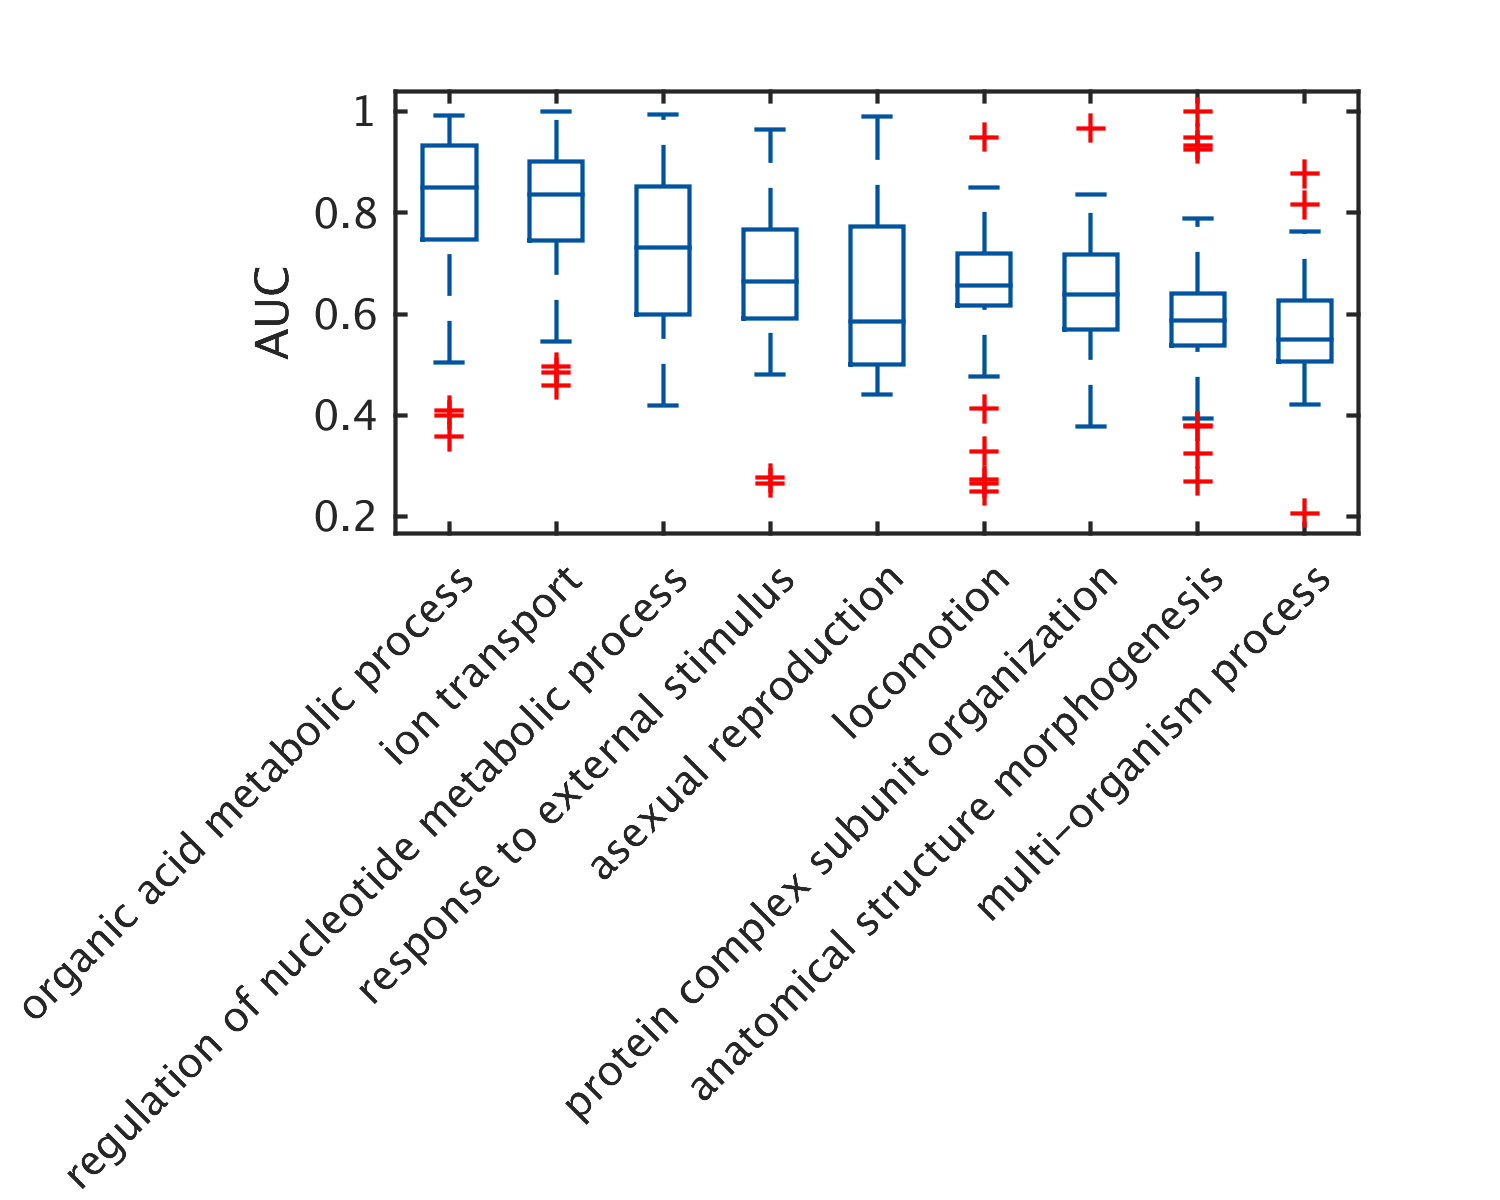 1
0.8
0.6
0.4
0.2
AUC
organic acid metabolic process
ion transport
regulation of nucleotide metabolic process
response to external stimulus
asexual reproduction
locomotion
protein complex subunit organization
anatomical structure morphogenesis
multi−organism process